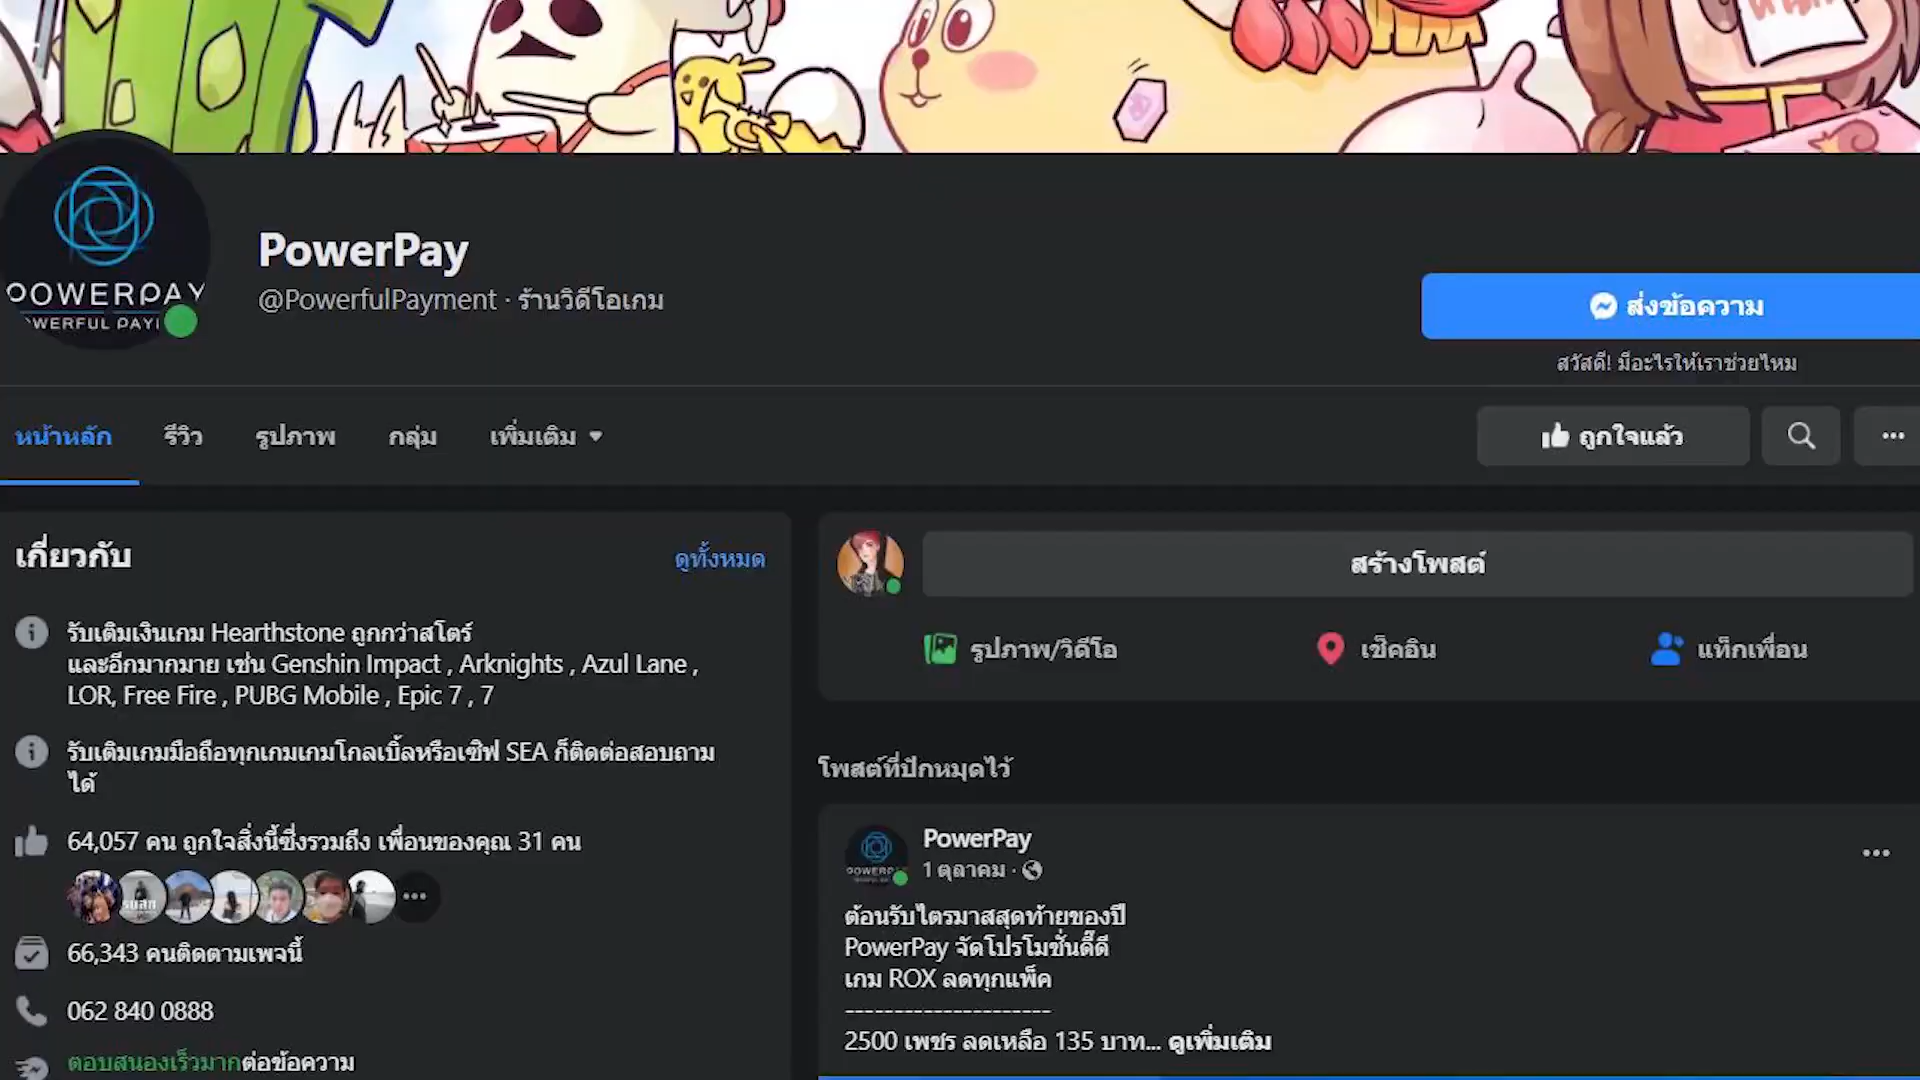 POWERPAY
PowerPay
@PowerfulPayment · ร้านวิดีโอเกม
ส่งข้อความ
สวัสดี! มีอะไรให้เราช่วยไหม
หน้าหลัก
รีวิว
รูปภาพ
กลุ่ม
เพิ่มเติม
ถูกใจแล้ว
เกี่ยวกับ
ดูทั้งหมด
รับเติมเงินเกม Hearthstone ถูกกว่าสโตร์
และอีกมากมาย เช่น Genshin Impact , Arknights , Azul Lane ,
LOR, Free Fire , PUBG Mobile , Epic 7 , 7
รับเติมเกมมือถือทุกเกมเกมโกลเบิ้ลหรือเซิฟ SEA ก็ติดต่อสอบถาม
ได้
64,057 คน ถูกใจสิ่งนี้ซึ่งรวมถึง เพื่อนของคุณ 31 คน
66,343 คนติดตามเพจนี้
062 840 0888
ตอบสนองเร็วมากต่อข้อความ
สร้างโพสต์
รูปภาพ/วิดีโอ
เช็คอิน
แท็กเพื่อน
โพสต์ที่ปักหมุดไว้
PowerPay
1 ตุลาคม ·
ต้อนรับไตรมาสสุดท้ายของปี
PowerPay จัดโปรโมชั่นดี๊ดี
เกม ROX ลดทุกแพ็ค
---------------------
2500 เพชร ลดเหลือ 135 บาท... ดูเพิ่มเติม